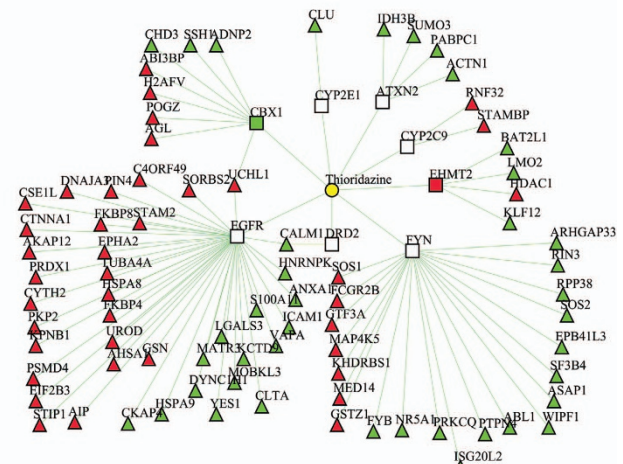 CLU
IDH3B
SUMO3
PABPC1
ACTN1
CHD3
SSH1
ADNP2
ABI3BP
H2AFV
POGZ
AGL
CBX1
CYP2E1
ATXN2
CYP2C9
RNF32
STAMBP
BAT2L1
LMO2
HDAC1
KLF12
EHMT2
Thioridazine
C4ORF49
UCHL1
SORBS2
DNAJA3
PIN4
CSE1L
FKBP8
STAM2
CTNNA1
AKAP12
EPHA2
PRDX1
TUBA4A
HSPA8
CYTH2
FKBP4
PKP2
KPNB1
UROD
AHSA1
GSN
PSMD4
EIF2B3
STIP1
AIP
EGFR
CALM1
DRD2
FYN
HNRNPK
ANXA1
ICAM1
VAPA
LGALS3
MATR3
KCTD9
DYNC1H1
MOBKL3
CKAP4
HSPA9
YES1
CLTA
SOS1
FCGR2B
GTF3A
MAP4K5
KHDRBS1
MED14
GSTZ1
FYB
NR5A1
PRKCQ
ISG20L2
PTPN4
ABL1
WIPF1
ARHGAP33
RIN3
RPP38
SOS2
EPB41L3
SF3B4
ASAP1